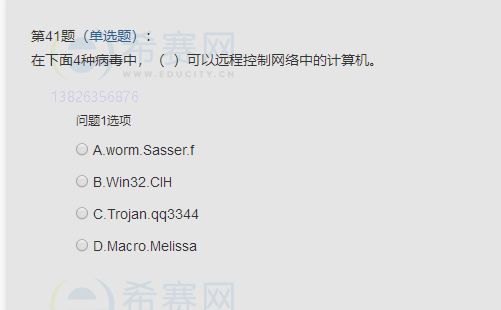 第41题（单选题）：
在下面4种病毒中，（ ）可以远程控制网络中的计算机。
希赛网
WWW.EDUCITY.CN
13826356876
问题1选项
A.worm.Sasser.f
B.Win32.CIH
C.Trojan.qq3344
D.Macro.Melissa
希赛网